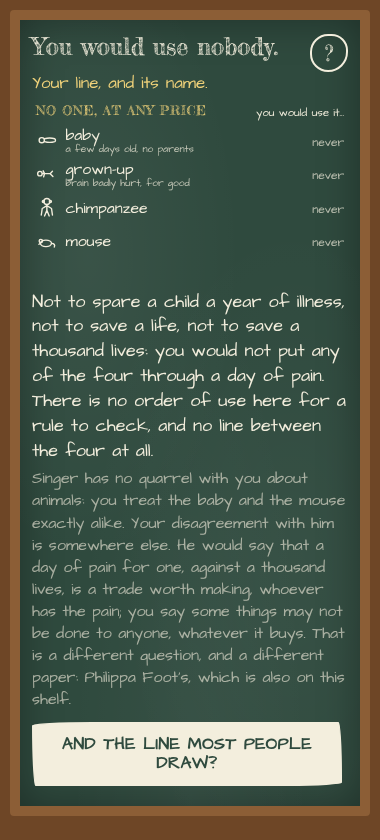 You would use nobody.
?
Your line, and its name.
NO ONE, AT ANY PRICE
you would use it..
baby
a few days old, no parents
never
grown-up
brain badly hurt, for good
never
chimpanzee
never
mouse
never
Not to spare a child a year of illness,
not to save a life, not to save a
thousand lives: you would not put any
of the four through a day of pain.
There is no order of use here for a
rule to check, and no line between
the four at all.
Singer has no quarrel with you about
animals: you treat the baby and the mouse
exactly alike. Your disagreement with him
is somewhere else. He would say that a
day of pain for one, against a thousand
lives, is a trade worth making, whoever
has the pain; you say some things may not
be done to anyone, whatever it buys. That
is a different question, and a different
paper: Philippa Foot's, which is also on this
shelf.
AND THE LINE MOST PEOPLE
DRAW?